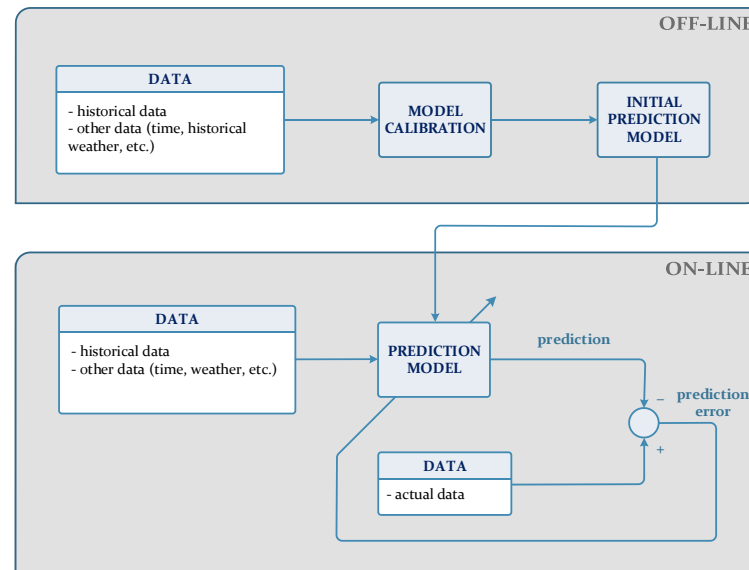 OFF-LINE
DATA
- historical data
- other data (time, historical
weather, etc.)
MODEL
CALIBRATION
INITIAL
PREDICTION
MODEL
ON-LINE
DATA
- historical data
- other data (time, weather, etc.)
PREDICTION
MODEL
prediction
−
prediction
error
+
DATA
- actual data